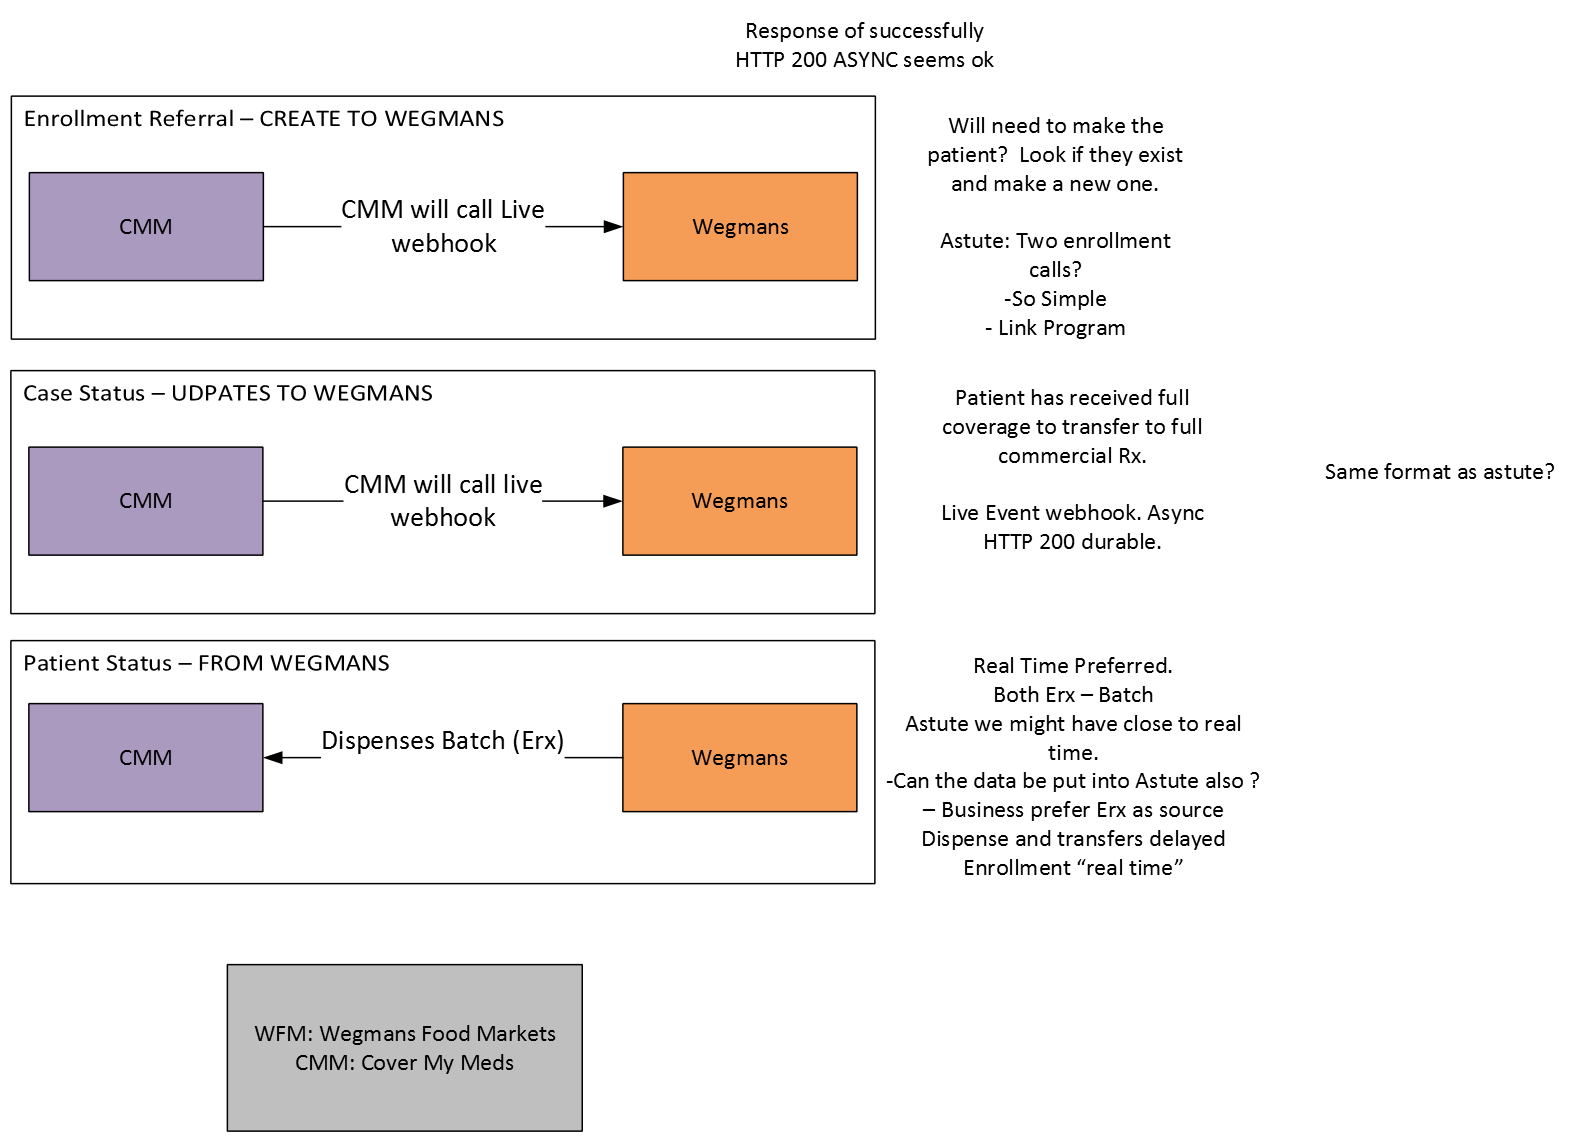 Response of successfully
HTTP 200 ASYNC seems ok
Enrollment Referral – CREATE TO WEGMANS
CMM
CMM will call Live
webhook
Wegmans
Will need to make the
patient?  Look if they exist
and make a new one.
Astute: Two enrollment
calls?
-So Simple
- Link Program
Case Status – UDPATES TO WEGMANS
CMM
CMM will call live
webhook
Wegmans
Patient has received full
coverage to transfer to full
commercial Rx.
Live Event webhook. Async
HTTP 200 durable.
Same format as astute?
Patient Status – FROM WEGMANS
CMM
Dispenses Batch (Erx)
Wegmans
Real Time Preferred.
Both Erx – Batch
Astute we might have close to real
time.
-Can the data be put into Astute also ?
– Business prefer Erx as source
Dispense and transfers delayed
Enrollment “real time”
WFM: Wegmans Food Markets
CMM: Cover My Meds